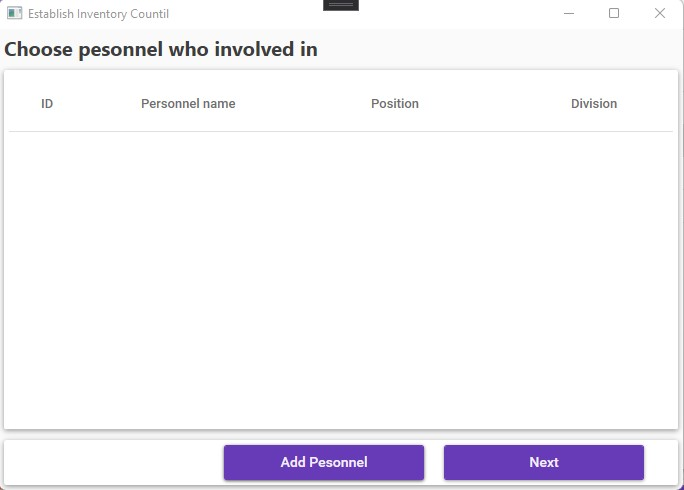 Establish Inventory Countil
Choose pesonnel who involved in
ID Personnel name Position Division
Add Pesonnel Next